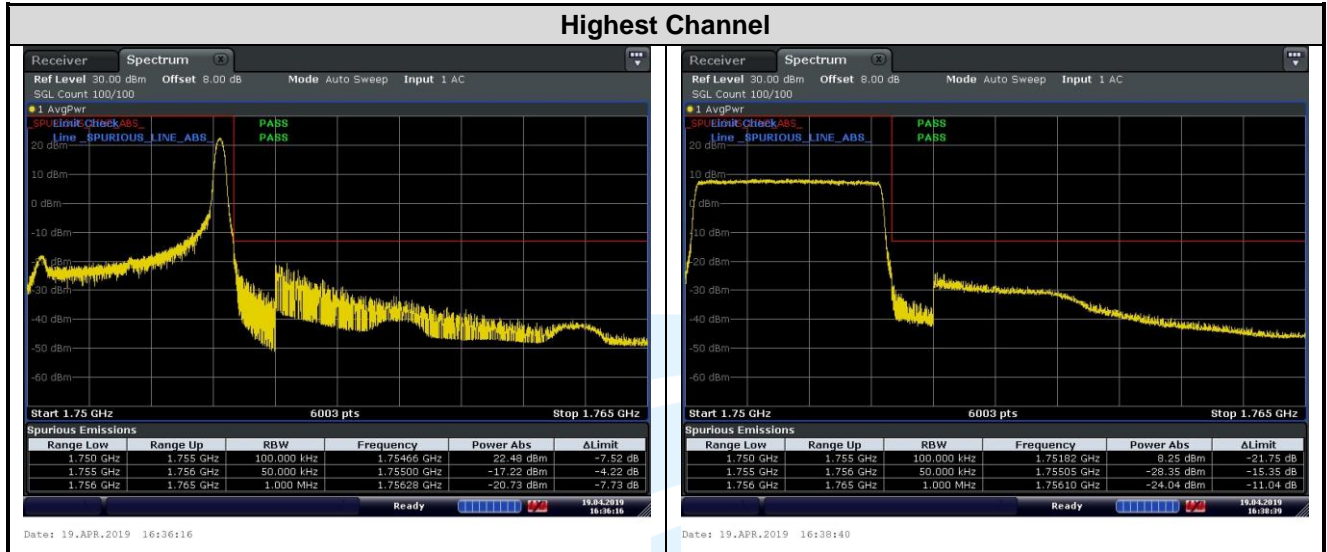 Highest Channel
Receiver Spectrum
Ref Level 30.00 dBm Offset 8.00 dB Mode Auto Sweep Input 1 AC
SGL Count 100/100
1 AvgPwr
Limit Check PASS
Line _SPURIOUS_LINE_ABS_ PASS
20 dBm
10 dBm
0 dBm
-10 dBm
-30 dBm
-40 dBm
-50 dBm
-60 dBm
Start 1.75 GHz 6003 pts Stop 1.765 GHz
Spurious Emissions
Range Low Range Up RBW Frequency Power Abs ΔLimit
1.750 GHz 1.755 GHz 100.000 kHz 1.75466 GHz 22.48 dBm -7.52 dB
1.755 GHz 1.756 GHz 50.000 kHz 1.75500 GHz -17.22 dBm -4.22 dB
1.756 GHz 1.765 GHz 1.000 MHz 1.75628 GHz -20.73 dBm -7.73 dB
Ready 19.04.2019
16:36:16
Date: 19.APR.2019 16:36:16
Receiver Spectrum
Ref Level 30.00 dBm Offset 8.00 dB Mode Auto Sweep Input 1 AC
SGL Count 100/100
1 AvgPwr
Limit Check PASS
Line _SPURIOUS_LINE_ABS_ PASS
20 dBm
10 dBm
0 dBm
-10 dBm
-20 dBm
-30 dBm
-40 dBm
-50 dBm
-60 dBm
Start 1.75 GHz 6003 pts Stop 1.765 GHz
Spurious Emissions
Range Low Range Up RBW Frequency Power Abs ΔLimit
1.750 GHz 1.755 GHz 100.000 kHz 1.75182 GHz 8.25 dBm -21.75 dB
1.755 GHz 1.756 GHz 50.000 kHz 1.75505 GHz -28.35 dBm -15.35 dB
1.756 GHz 1.765 GHz 1.000 MHz 1.75610 GHz -24.04 dBm -11.04 dB
Ready 19.04.2019
16:38:39
Date: 19.APR.2019 16:38:40